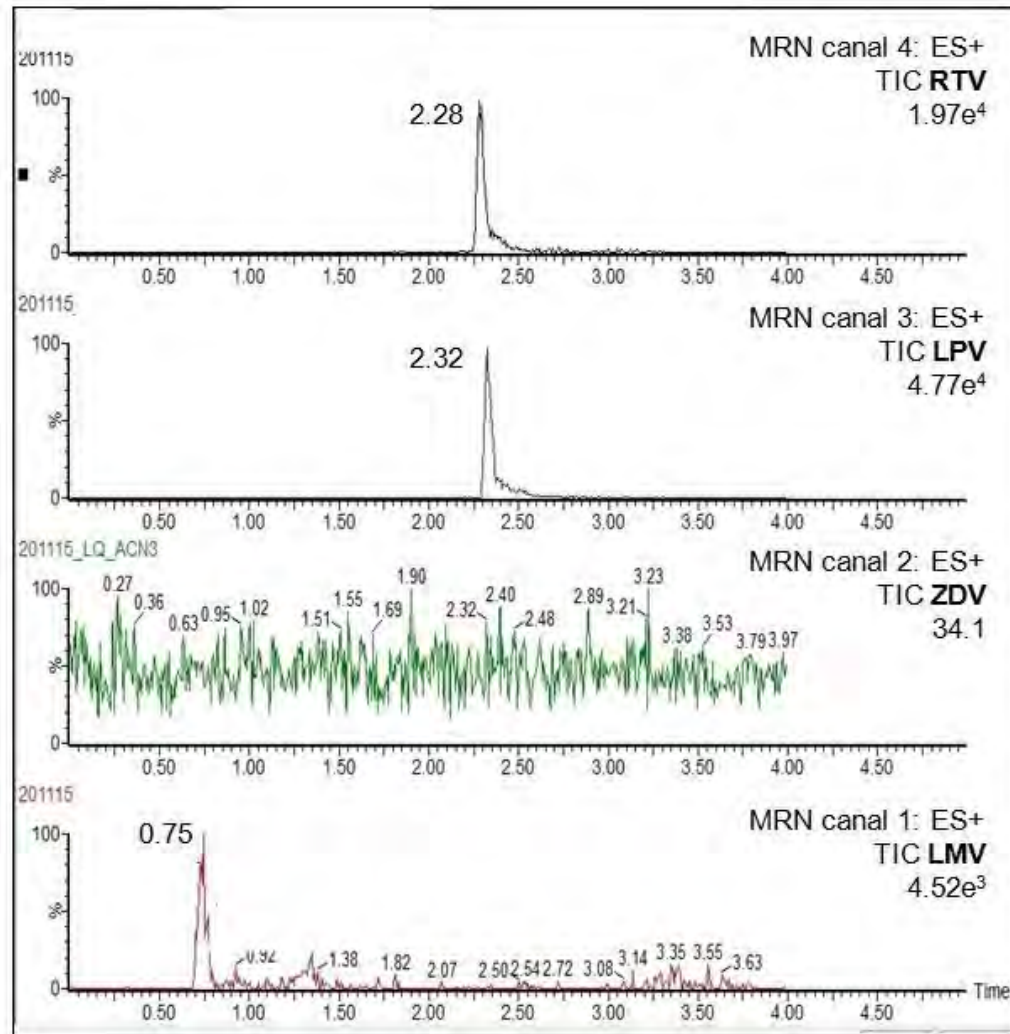 201115
MRN canal 4: ES+
TIC RTV
1.97e⁴
100
2.28
%
0
0.50 1.00 1.50 2.00 2.50 3.00 3.50 4.00 4.50
201115
MRN canal 3: ES+
TIC LPV
4.77e⁴
100
2.32
%
0
0.50 1.00 1.50 2.00 2.50 3.00 3.50 4.00 4.50
201115_LQ_ACN3
MRN canal 2: ES+
TIC ZDV
34.1
100
0.27 0.36 0.63 0.95 1.02 1.51 1.55 1.69 1.90 2.32 2.40 2.48 2.89 3.21 3.23 3.38 3.53 3.79 3.97
%
0
0.50 1.00 1.50 2.00 2.50 3.00 3.50 4.00 4.50
201115
MRN canal 1: ES+
TIC LMV
4.52e³
100
0.75
%
0.92 1.38 1.82 2.07 2.50 2.54 2.72 3.08 3.14 3.35 3.55 3.63
0
Time
0.50 1.00 1.50 2.00 2.50 3.00 3.50 4.00 4.50